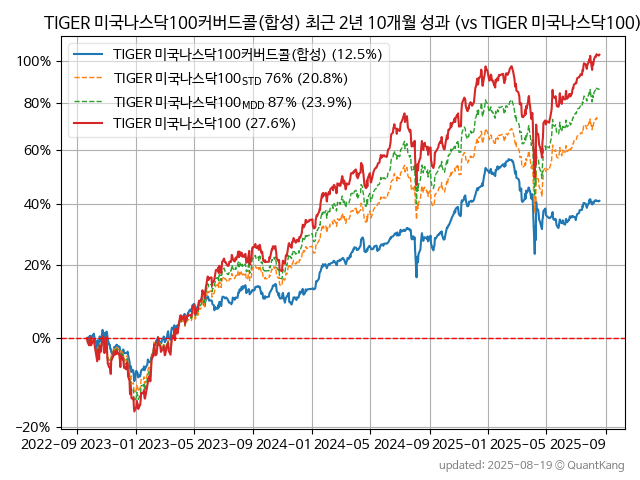 TIGER 미국나스닥100커버드콜(합성) 최근 2년 10개월 성과 (vs TIGER 미국나스닥100)
TIGER 미국나스닥100커버드콜(합성) (12.5%)
TIGER 미국나스닥100STD 76% (20.8%)
TIGER 미국나스닥100MDD 87% (23.9%)
TIGER 미국나스닥100 (27.6%)
100%
80%
60%
40%
20%
0%
−20%
2022-09 2023-01 2023-05 2023-09 2024-01 2024-05 2024-09 2025-01 2025-05 2025-09
updated: 2025-08-19 © QuantKang